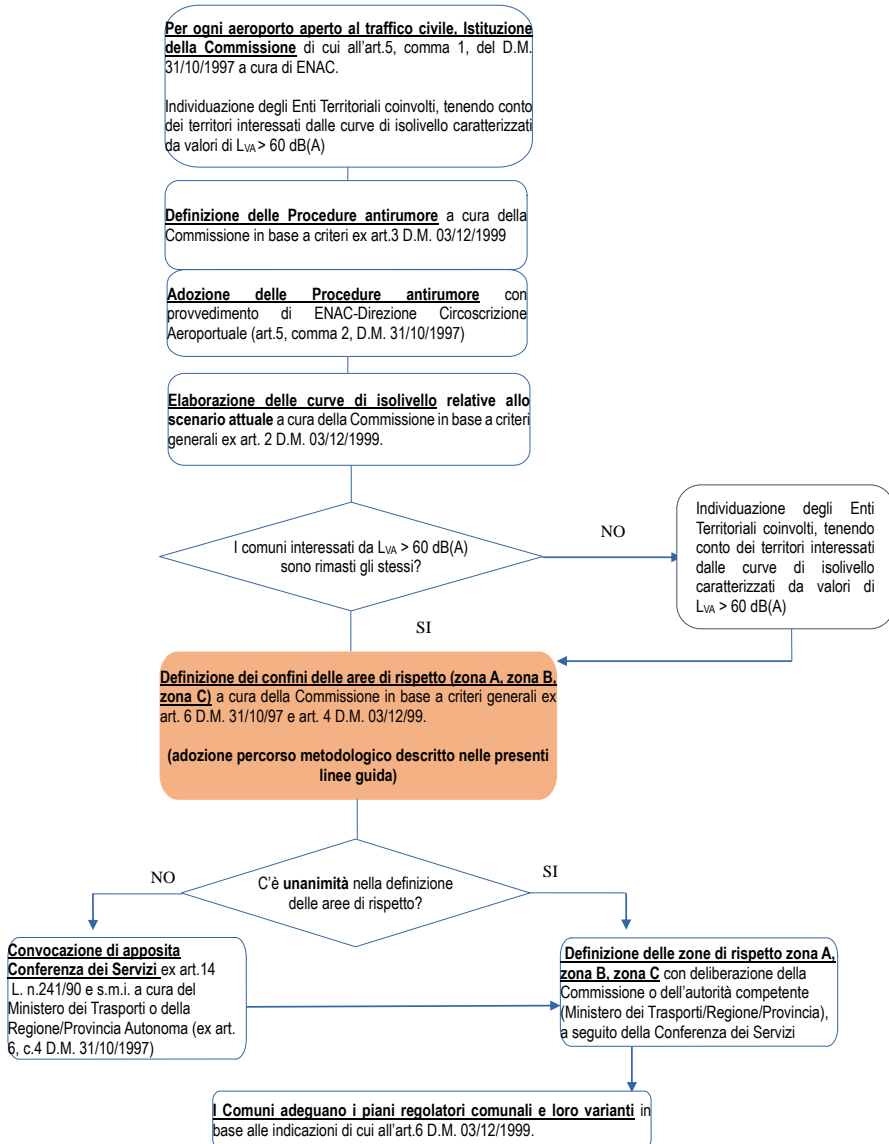 Per ogni aeroporto aperto al traffico civile, Istituzione
della Commissione di cui all'art.5, comma 1, del D.M.
31/10/1997 a cura di ENAC.
Individuazione degli Enti Territoriali coinvolti, tenendo conto
dei territori interessati dalle curve di isolivello caratterizzati
da valori di LVA > 60 dB(A)
Definizione delle Procedure antirumore a cura della
Commissione in base a criteri ex art.3 D.M. 03/12/1999
Adozione delle Procedure antirumore con
provvedimento di ENAC-Direzione Circoscrizione
Aeroportuale (art.5, comma 2, D.M. 31/10/1997)
Elaborazione delle curve di isolivello relative allo
scenario attuale a cura della Commissione in base a criteri
generali ex art. 2 D.M. 03/12/1999.
I comuni interessati da LVA > 60 dB(A)
sono rimasti gli stessi?
NO
Individuazione degli Enti
Territoriali coinvolti, tenendo
conto dei territori interessati
dalle curve di isolivello
caratterizzati da valori di
LVA > 60 dB(A)
SI
Definizione dei confini delle aree di rispetto (zona A, zona B,
zona C) a cura della Commissione in base a criteri generali ex
art. 6 D.M. 31/10/97 e art. 4 D.M. 03/12/99.
(adozione percorso metodologico descritto nelle presenti
linee guida)
C'è unanimità nella definizione
delle aree di rispetto?
NO
SI
Convocazione di apposita
Conferenza dei Servizi ex art.14
L. n.241/90 e s.m.i. a cura del
Ministero dei Trasporti o della
Regione/Provincia Autonoma (ex art.
6, c.4 D.M. 31/10/1997)
Definizione delle zone di rispetto zona A,
zona B, zona C con deliberazione della
Commissione o dell'autorità competente
(Ministero dei Trasporti/Regione/Provincia),
a seguito della Conferenza dei Servizi
I Comuni adeguano i piani regolatori comunali e loro varianti in
base alle indicazioni di cui all'art.6 D.M. 03/12/1999.